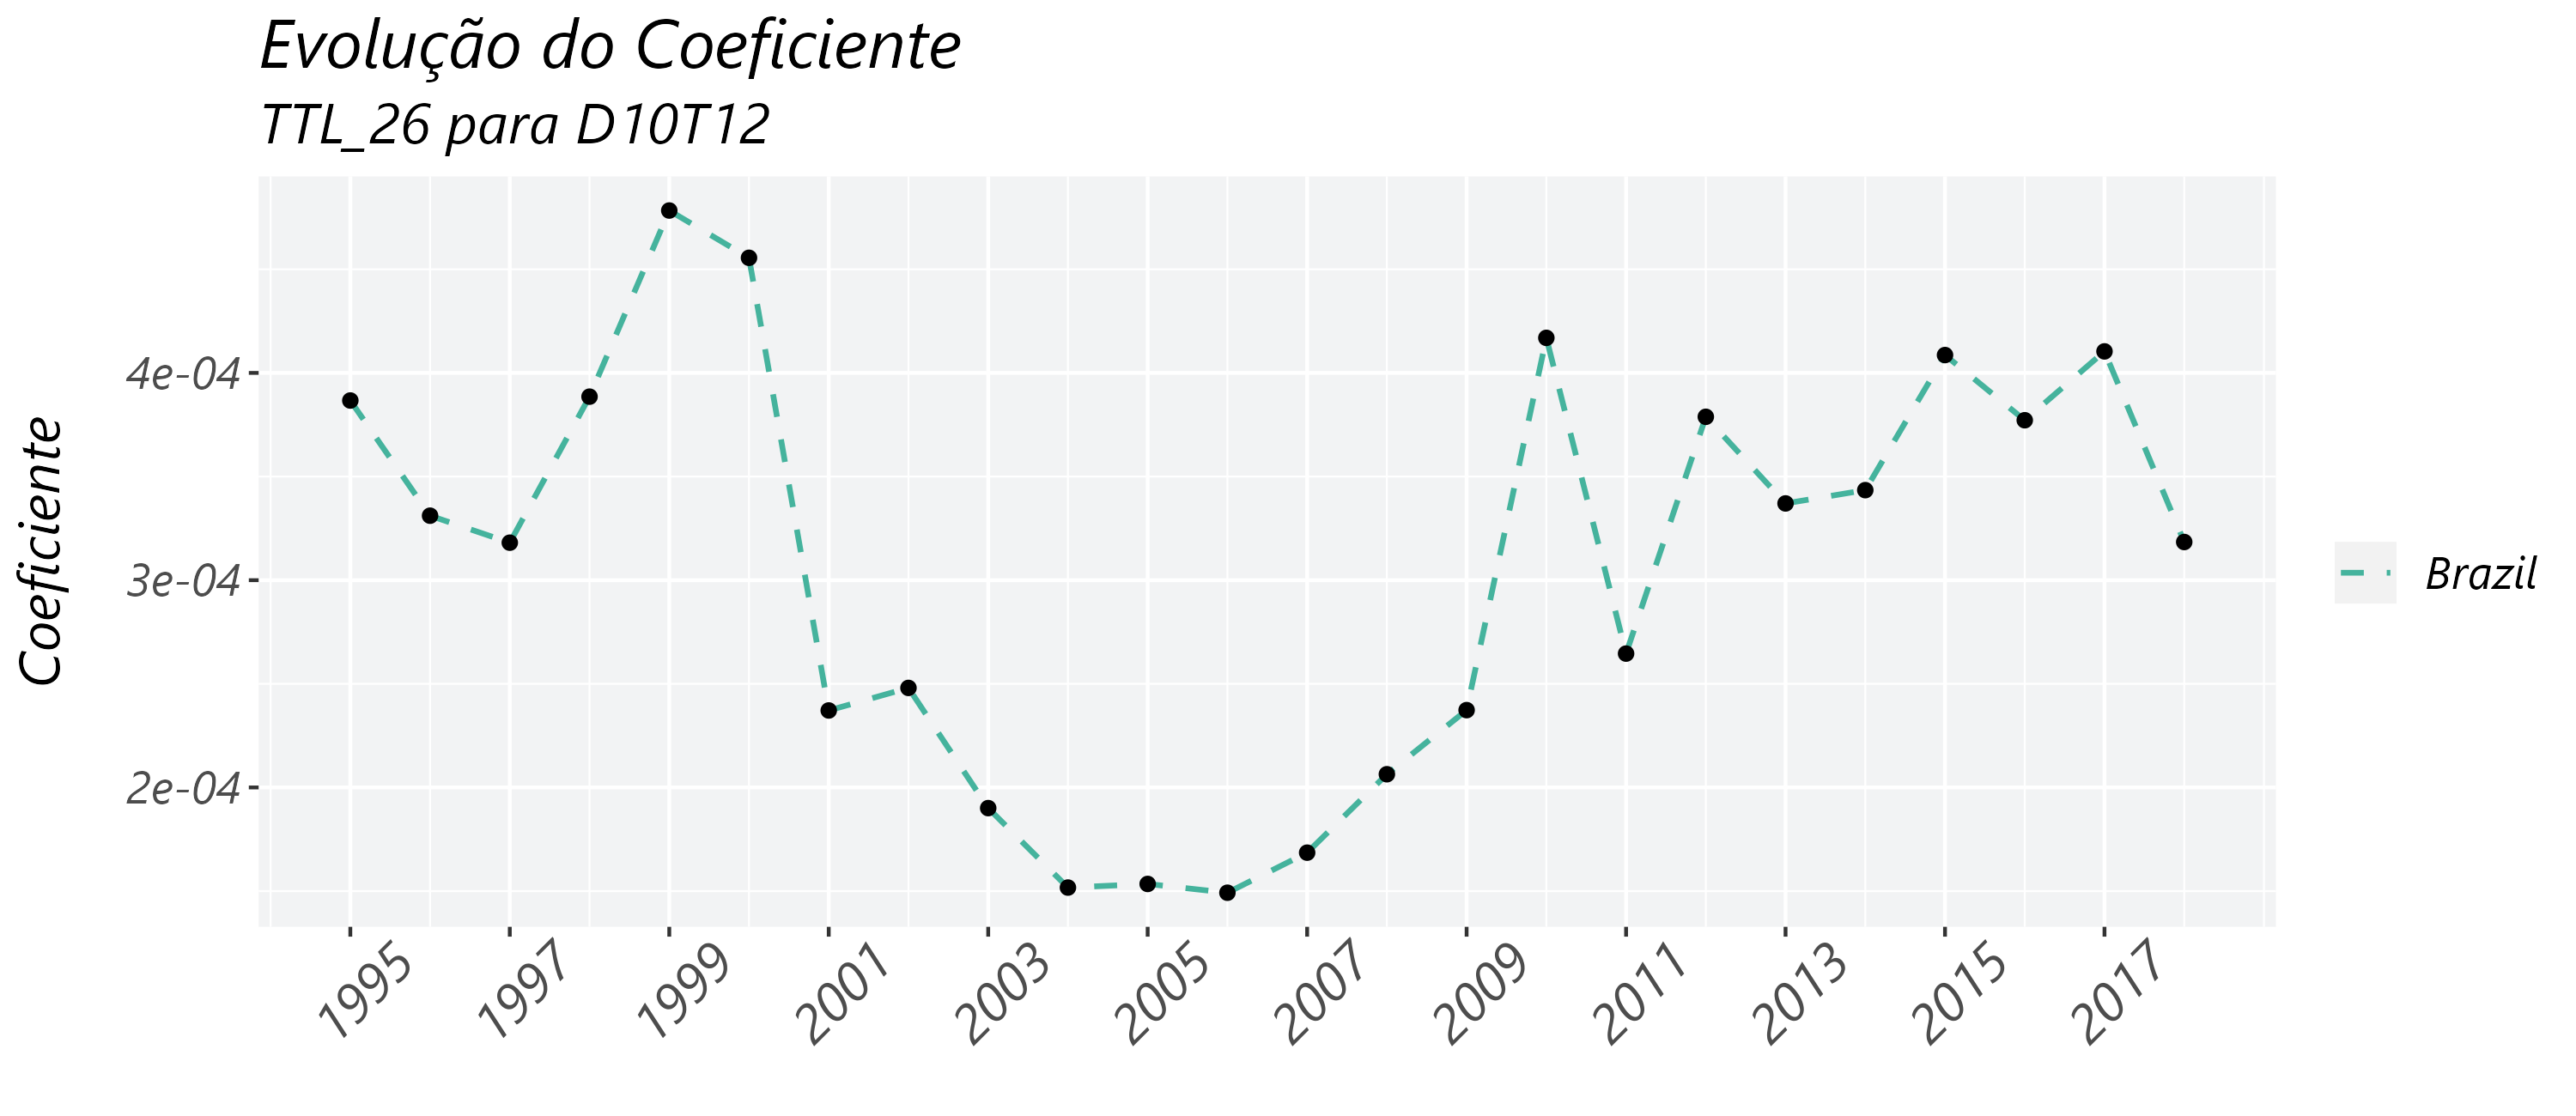 Evolução do Coeficiente
TTL_26 para D10T12
Coeficiente
4e-04
3e-04
2e-04
1995
1997
1999
2001
2003
2005
2007
2009
2011
2013
2015
2017
Brazil